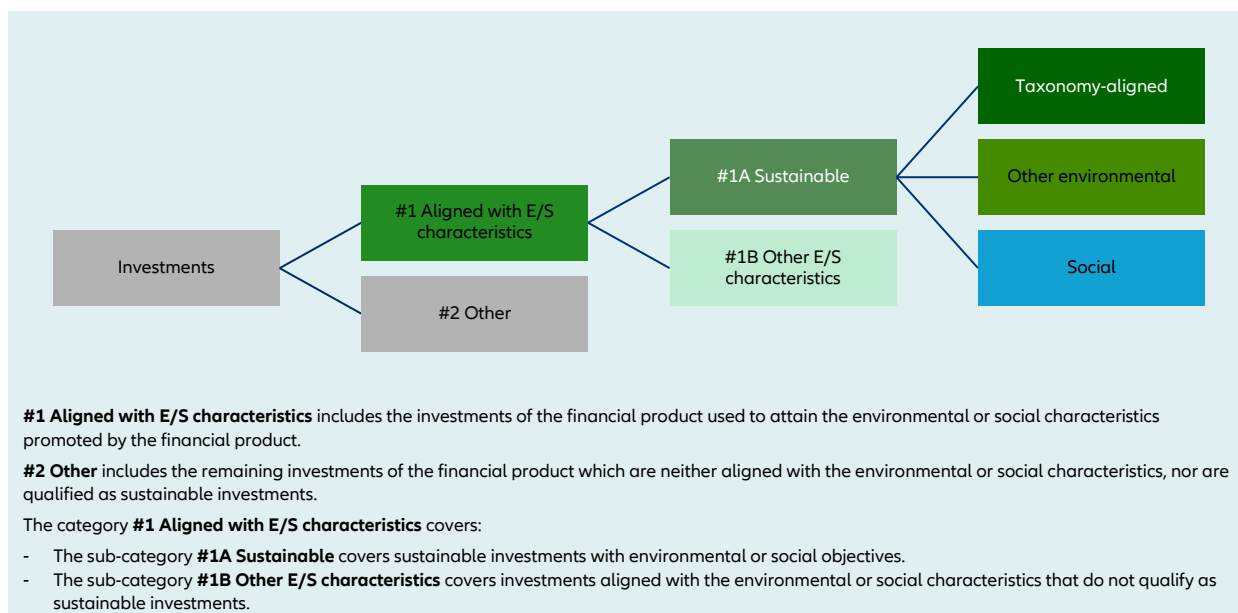 Taxonomy-aligned
#1A Sustainable
Other environmental
#1 Aligned with E/S
characteristics
Investments
#1B Other E/S
characteristics
Social
#2 Other
#1 Aligned with E/S characteristics includes the investments of the financial product used to attain the environmental or social characteristics
promoted by the financial product.
#2 Other includes the remaining investments of the financial product which are neither aligned with the environmental or social characteristics, nor are
qualified as sustainable investments.
The category #1 Aligned with E/S characteristics covers:
- The sub-category #1A Sustainable covers sustainable investments with environmental or social objectives.
- The sub-category #1B Other E/S characteristics covers investments aligned with the environmental or social characteristics that do not qualify as
sustainable investments.